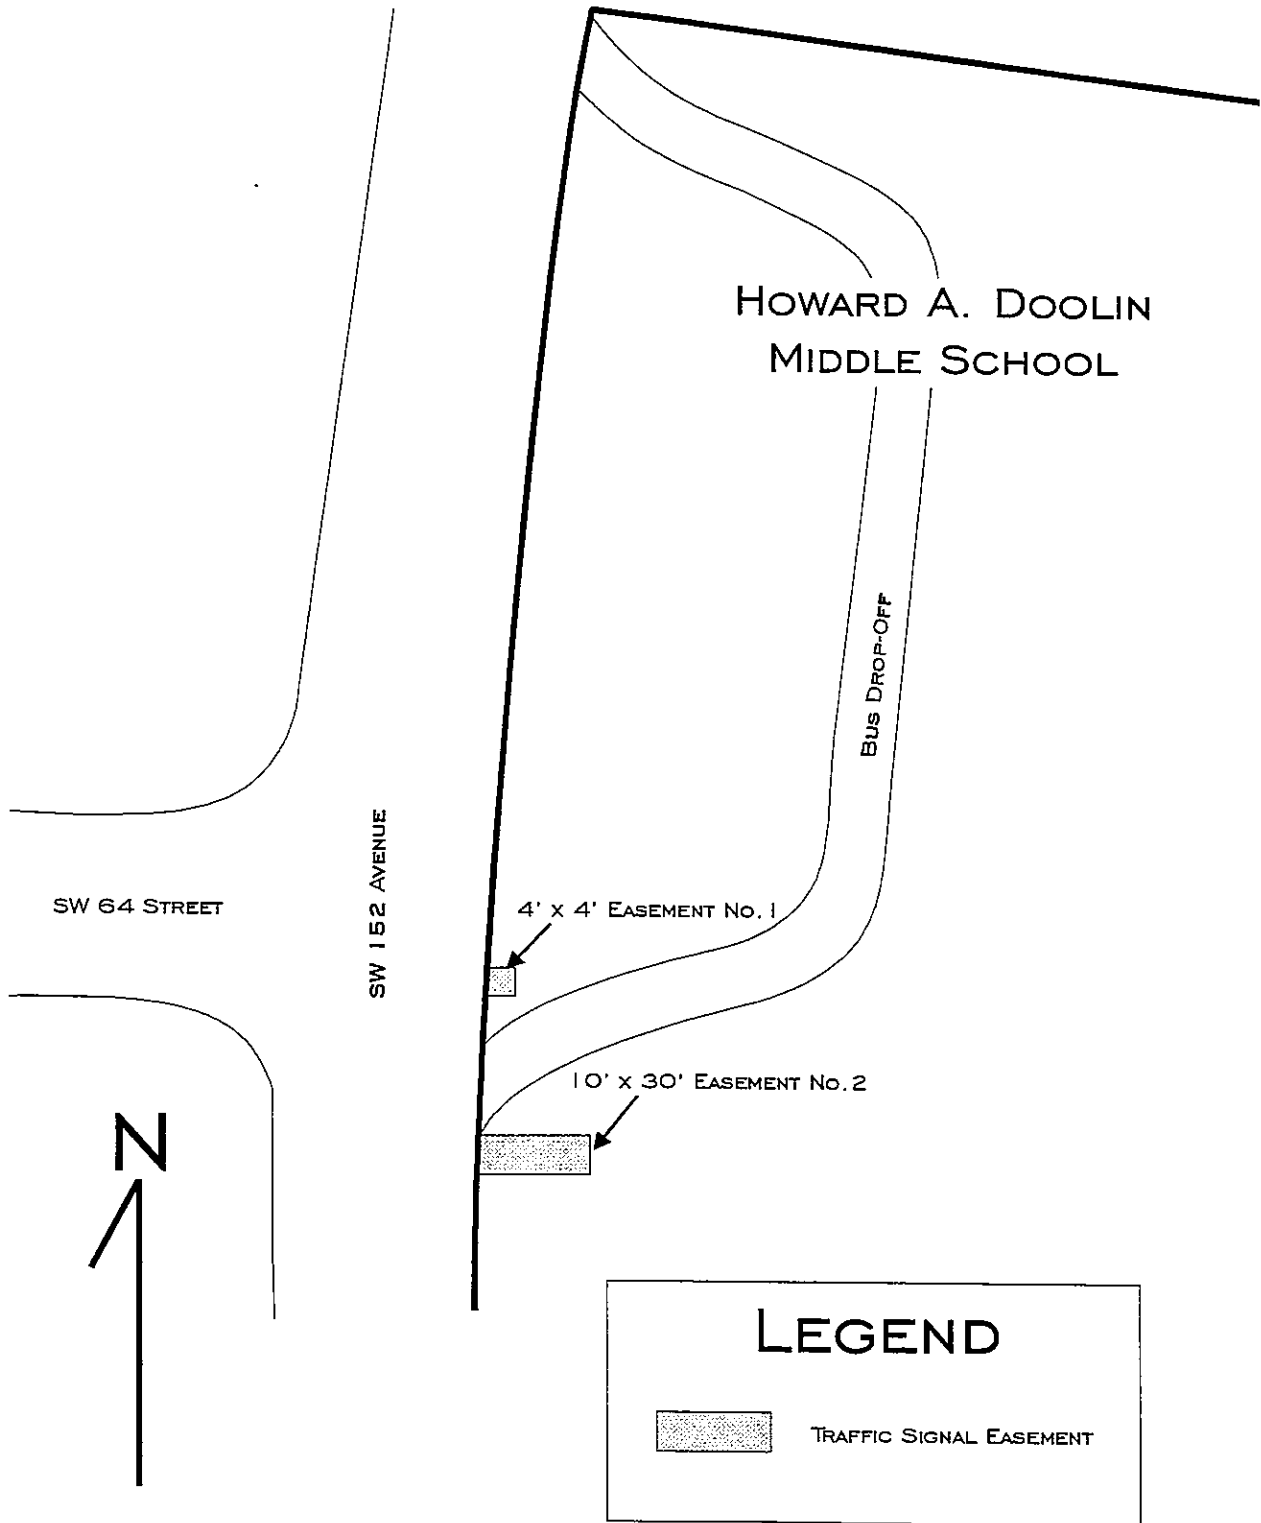 HOWARD A. DOOLIN
MIDDLE SCHOOL
BUS DROP-OFF
SW 152 AVENUE
SW 64 STREET
4' x 4' EASEMENT NO. 1
10' x 30' EASEMENT NO. 2
N
LEGEND
TRAFFIC SIGNAL EASEMENT